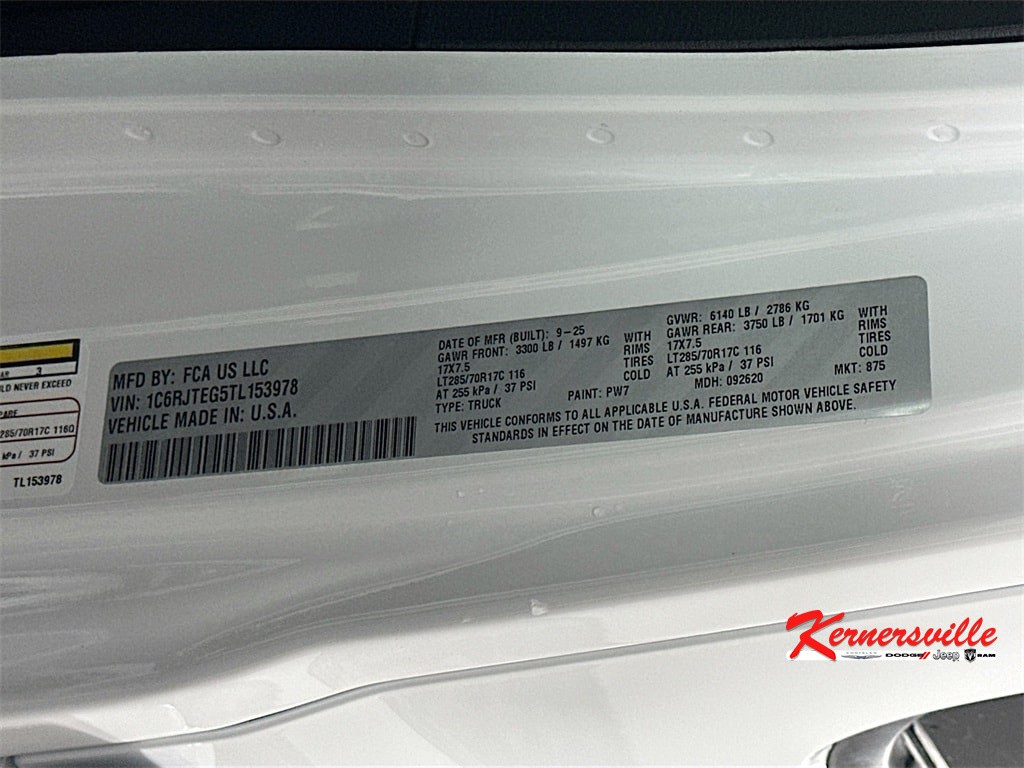 AR 3
LD NEVER EXCEED
CARE
285/70R17C 116Q
kPa / 37 PSI
TL153978
MFD BY: FCA US LLC
VIN: 1C6RJTEG5TL153978
VEHICLE MADE IN U.S.A.
DATE OF MFR (BUILT): 9-25
GAWR FRONT: 3300 LB / 1497 KG WITH
17X7.5 RIMS
LT285/70R17C 116 TIRES
AT 255 kPa / 37 PSI COLD
TYPE: TRUCK PAINT: PW7
GVWR: 6140 LB / 2786 KG
GAWR REAR: 3750 LB / 1701 KG WITH
17X7.5 RIMS
LT285/70R17C 116 TIRES
AT 255 kPa / 37 PSI COLD
MDH: 092620 MKT: 875
THIS VEHICLE CONFORMS TO ALL APPLICABLE U.S.A. FEDERAL MOTOR VEHICLE SAFETY
STANDARDS IN EFFECT ON THE DATE OF MANUFACTURE SHOWN ABOVE.
Kernersville
CHRYSLER DODGE Jeep RAM